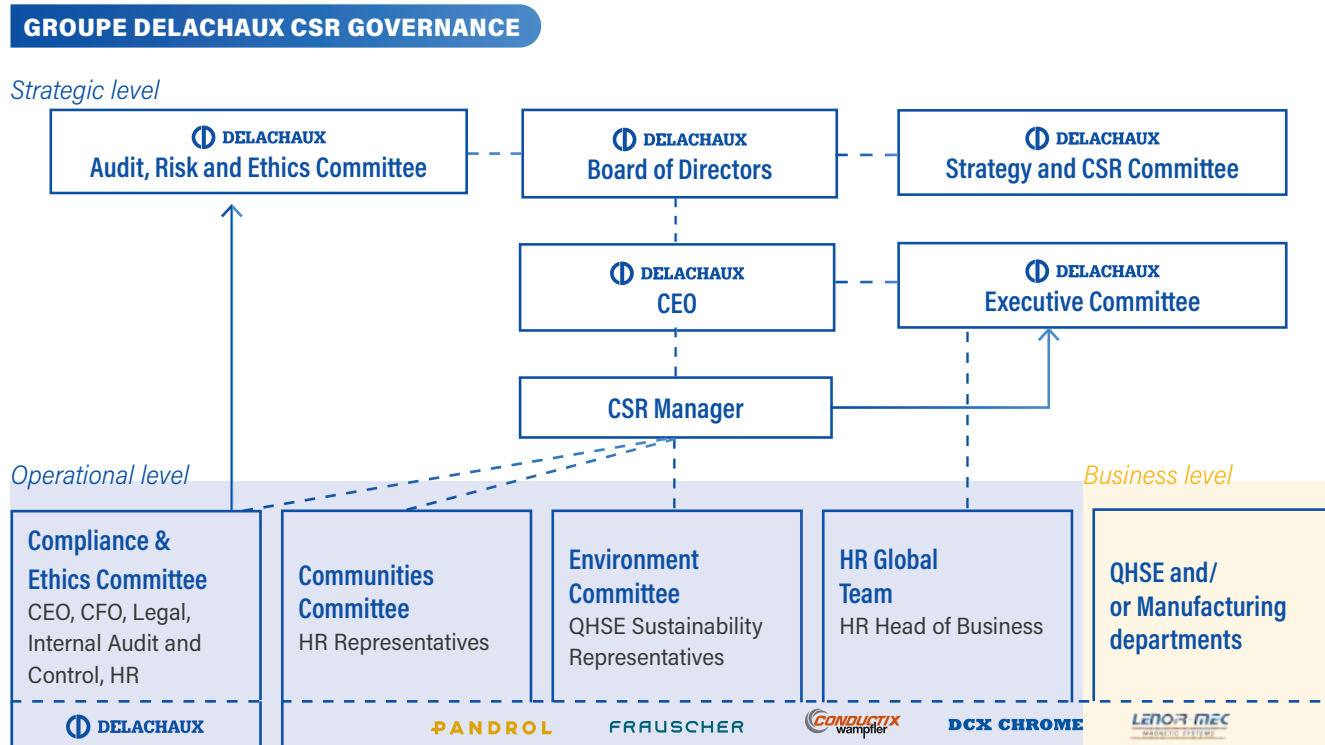 GROUPE DELACHAUX CSR GOVERNANCE
Strategic level
DELACHAUX
Audit, Risk and Ethics Committee
DELACHAUX
Board of Directors
DELACHAUX
Strategy and CSR Committee
DELACHAUX
CEO
DELACHAUX
Executive Committee
CSR Manager
Operational level
Business level
Compliance &
Ethics Committee
CEO, CFO, Legal,
Internal Audit and
Control, HR
Communities
Committee
HR Representatives
Environment
Committee
QHSE Sustainability
Representatives
HR Global
Team
HR Head of Business
QHSE and/
or Manufacturing
departments
DELACHAUX
PANDROL
FRAUSCHER
CONDUCTIX
wampfler
DCX CHROME
LENOIR-MEC
MAGNETIC SYSTEMS